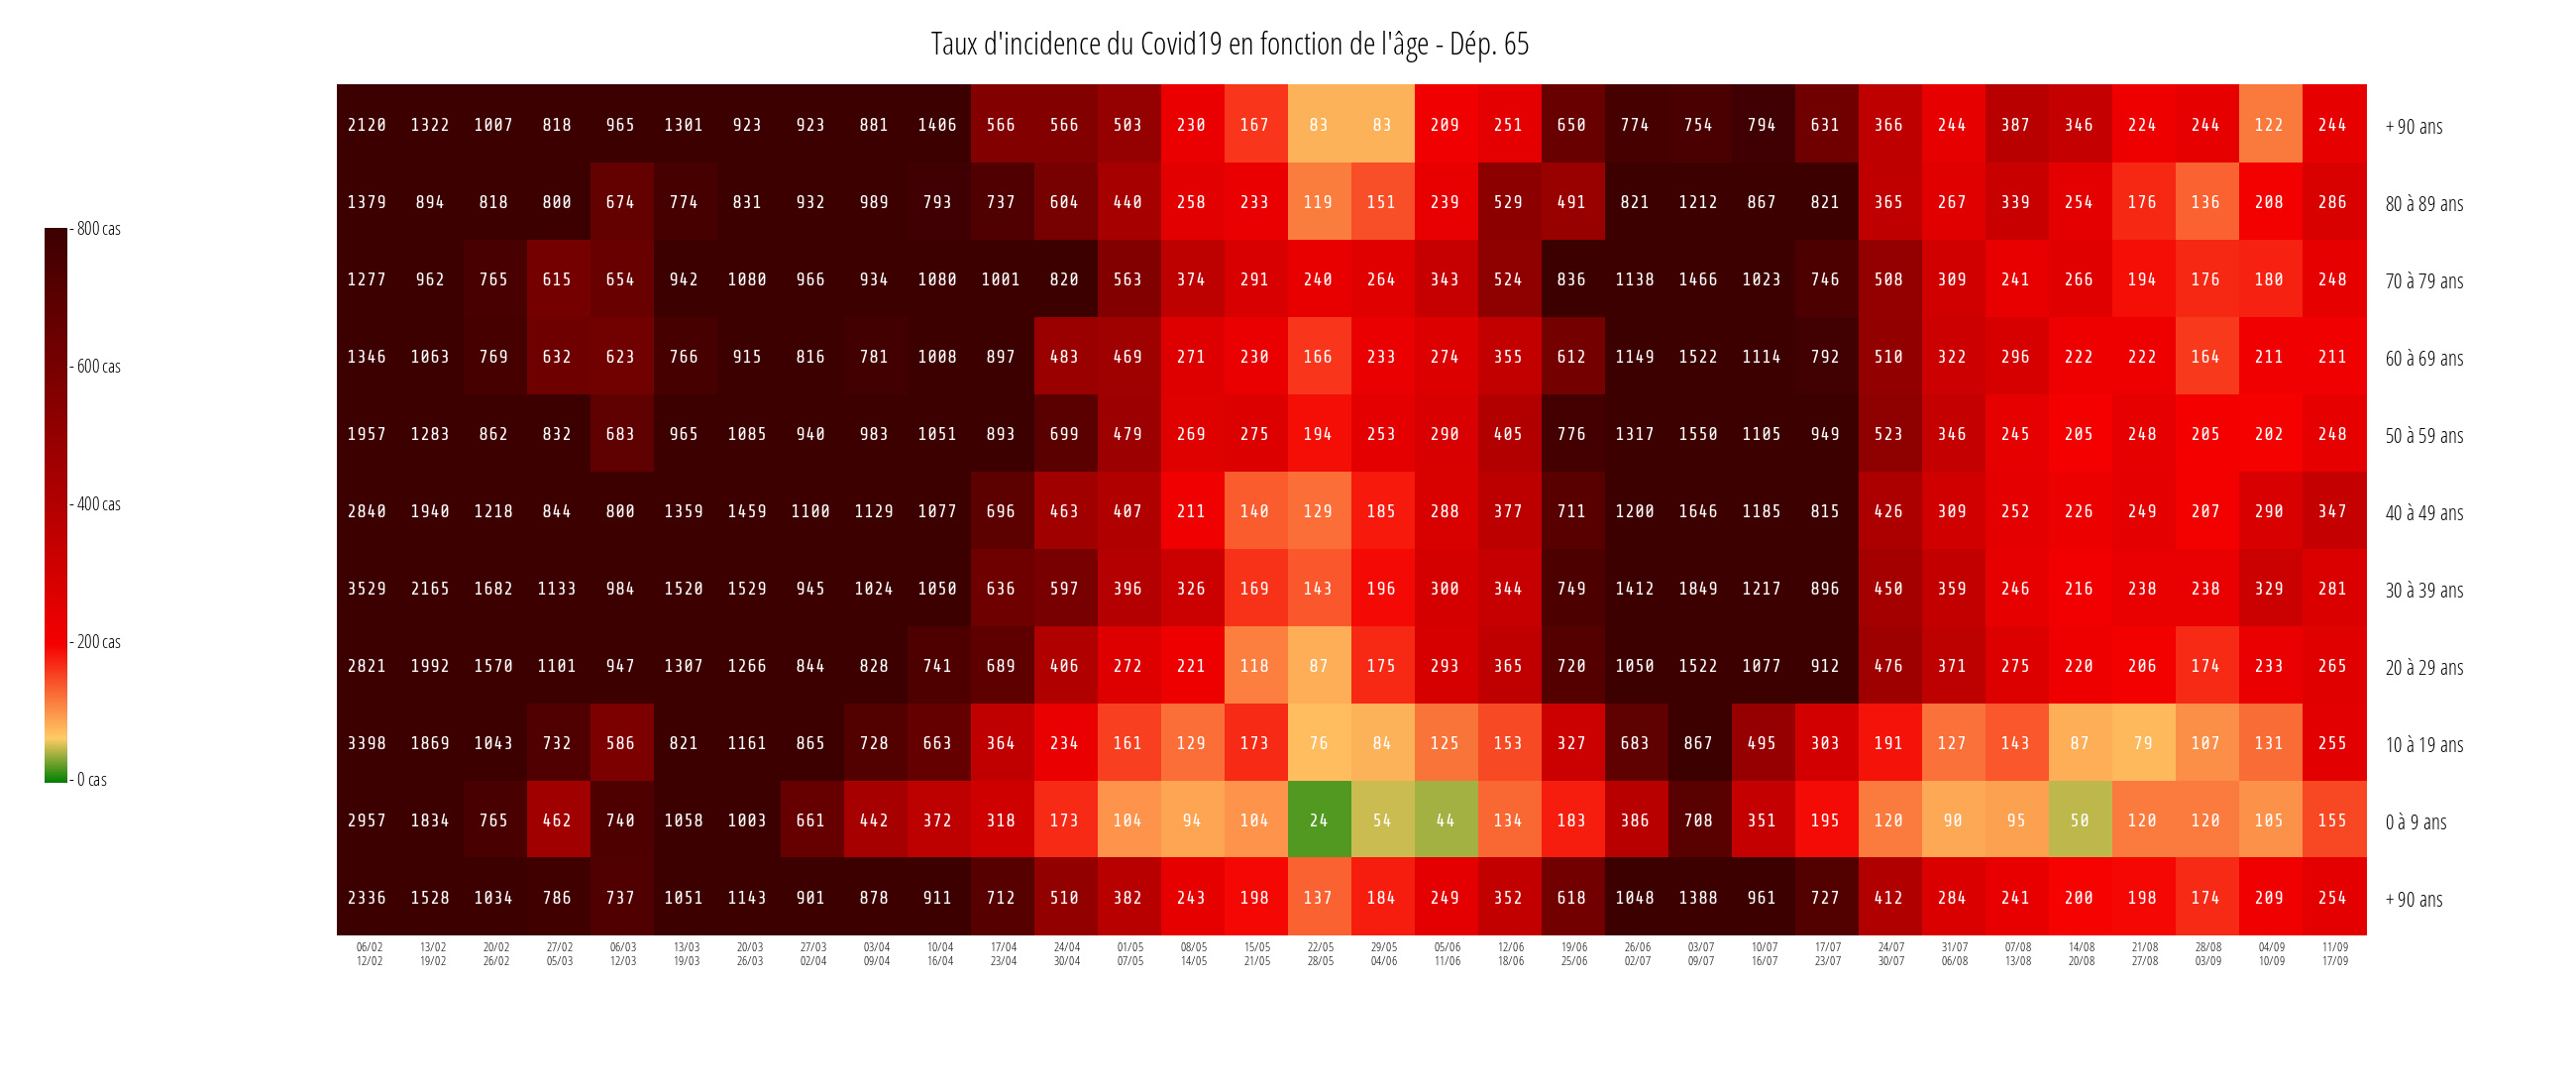 Taux d'incidence du Covid19 en fonction de l'âge - Dép. 65
2120 1322 1007 818 965 1301 923 923 881 1406 566 566 503 230 167 83 83 209 251 650 774 754 794 631 366 244 387 346 224 244 122 244 + 90 ans
1379 894 818 800 674 774 831 932 989 793 737 604 440 258 233 119 151 239 529 491 821 1212 867 821 365 267 339 254 176 136 208 286 80 à 89 ans
- 800 cas
1277 962 765 615 654 942 1080 966 934 1080 1001 820 563 374 291 240 264 343 524 836 1138 1466 1023 746 508 309 241 266 194 176 180 248 70 à 79 ans
1346 1063 769 632 623 766 915 816 781 1008 897 483 469 271 230 166 233 274 355 612 1149 1522 1114 792 510 322 296 222 222 164 211 211 60 à 69 ans
- 600 cas
1957 1283 862 832 683 965 1085 940 983 1051 893 699 479 269 275 194 253 290 405 776 1317 1550 1105 949 523 346 245 205 248 205 202 248 50 à 59 ans
- 400 cas
2840 1940 1218 844 800 1359 1459 1100 1129 1077 696 463 407 211 140 129 185 288 377 711 1200 1646 1185 815 426 309 252 226 249 207 290 347 40 à 49 ans
3529 2165 1682 1133 984 1520 1529 945 1024 1050 636 597 396 326 169 143 196 300 344 749 1412 1849 1217 896 450 359 246 216 238 238 329 281 30 à 39 ans
- 200 cas
2821 1992 1570 1101 947 1307 1266 844 828 741 689 406 272 221 118 87 175 293 365 720 1050 1522 1077 912 476 371 275 220 206 174 233 265 20 à 29 ans
3398 1869 1043 732 586 821 1161 865 728 663 364 234 161 129 173 76 84 125 153 327 683 867 495 303 191 127 143 87 79 107 131 255 10 à 19 ans
- 0 cas
2957 1834 765 462 740 1058 1003 661 442 372 318 173 104 94 104 24 54 44 134 183 386 708 351 195 120 90 95 50 120 120 105 155 0 à 9 ans
2336 1528 1034 786 737 1051 1143 901 878 911 712 510 382 243 198 137 184 249 352 618 1048 1388 961 727 412 284 241 200 198 174 209 254 + 90 ans
06/02 13/02 20/02 27/02 06/03 13/03 20/03 27/03 03/04 10/04 17/04 24/04 01/05 08/05 15/05 22/05 29/05 05/06 12/06 19/06 26/06 03/07 10/07 17/07 24/07 31/07 07/08 14/08 21/08 28/08 04/09 11/09
12/02 19/02 26/02 05/03 12/03 19/03 26/03 02/04 09/04 16/04 23/04 30/04 07/05 14/05 21/05 28/05 04/06 11/06 18/06 25/06 02/07 09/07 16/07 23/07 30/07 06/08 13/08 20/08 27/08 03/09 10/09 17/09